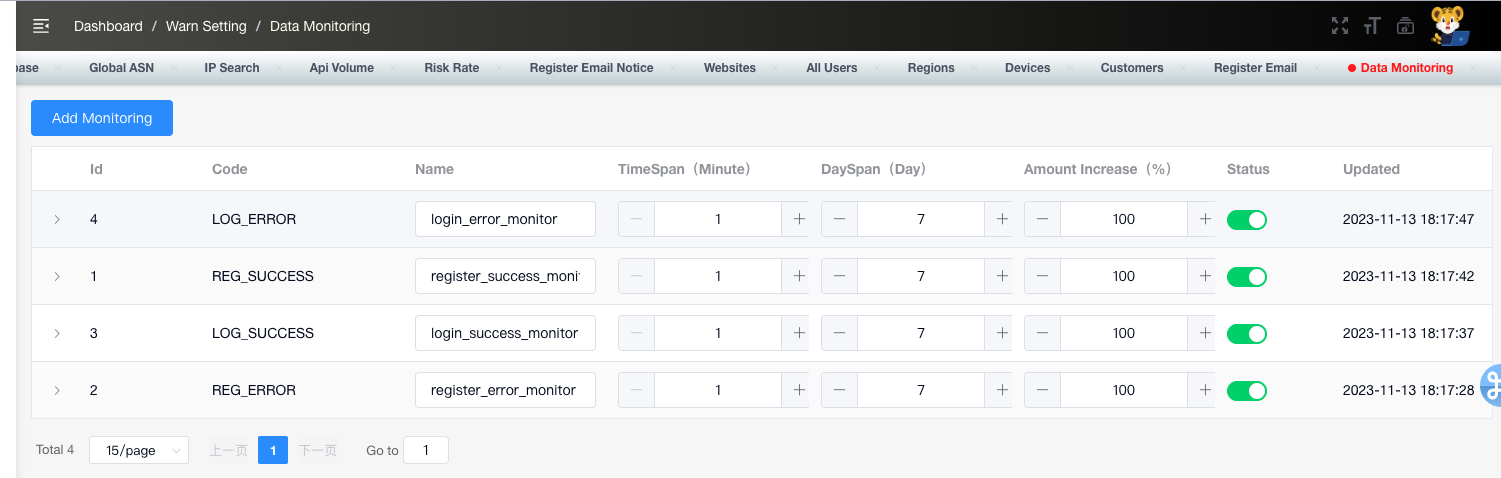 Dashboard / Warn Setting / Data Monitoring
base Global ASN IP Search Api Volume Risk Rate Register Email Notice Websites All Users Regions Devices Customers Register Email Data Monitoring
Add Monitoring
Id Code Name TimeSpan（Minute） DaySpan（Day） Amount Increase（%） Status Updated
4 LOG_ERROR login_error_monitor 1 7 100 2023-11-13 18:17:47
1 REG_SUCCESS register_success_moni 1 7 100 2023-11-13 18:17:42
3 LOG_SUCCESS login_success_monitor 1 7 100 2023-11-13 18:17:37
2 REG_ERROR register_error_monitor 1 7 100 2023-11-13 18:17:28
Total 4 15/page 上一页 1 下一页 Go to 1